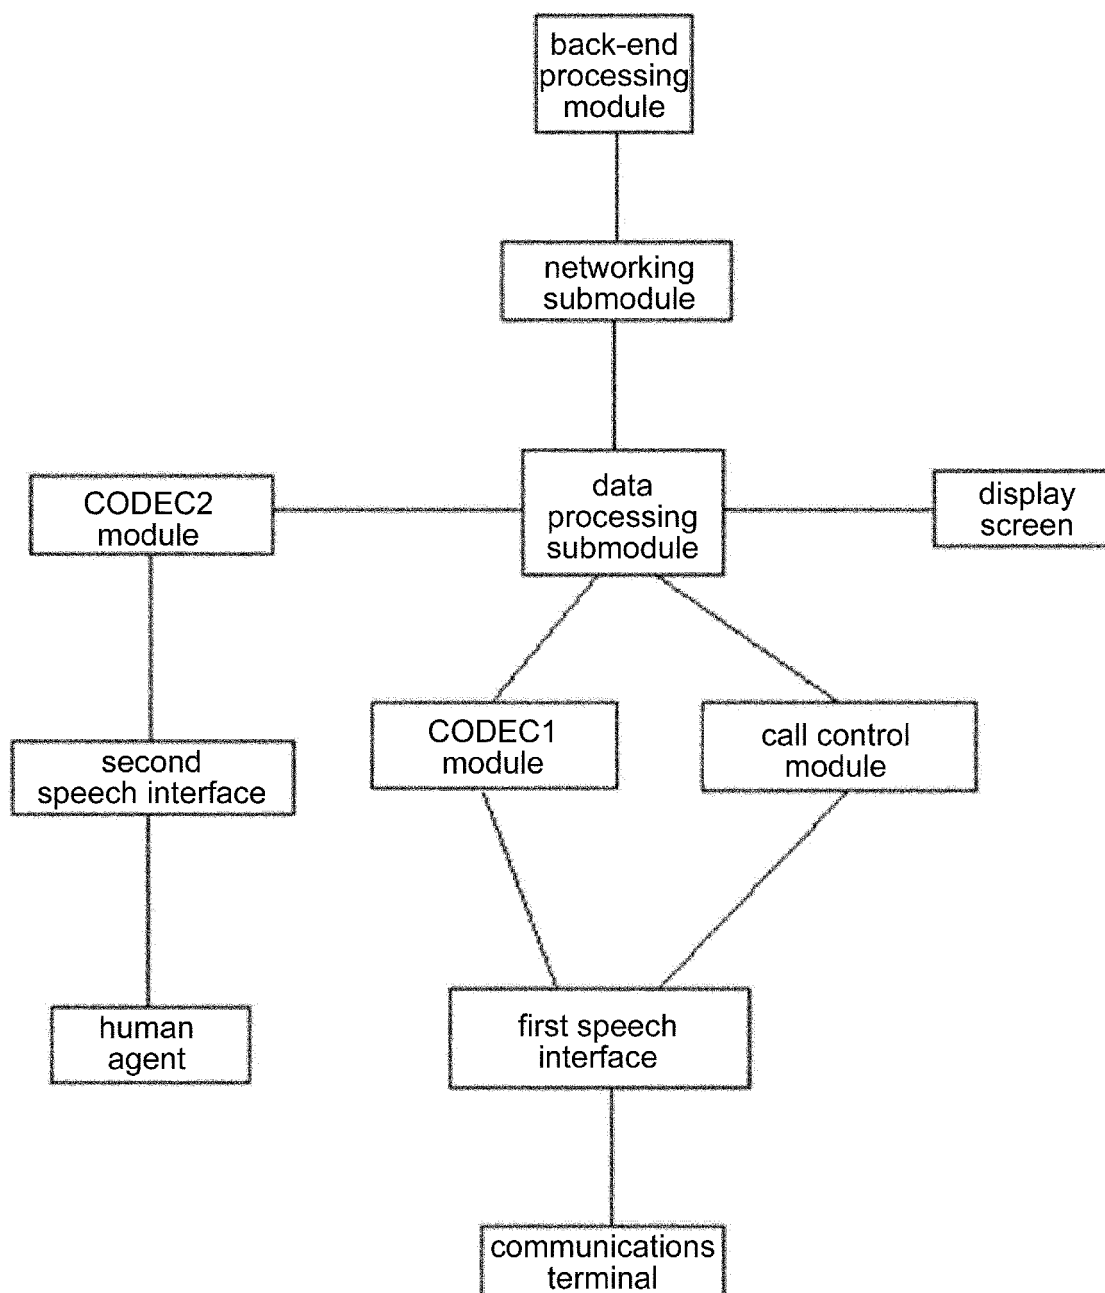 back-end
processing
module
networking
submodule
CODEC2
module
data
processing
submodule
display
screen
CODEC1
module
call control
module
second
speech interface
first speech
interface
human
agent
communications
terminal